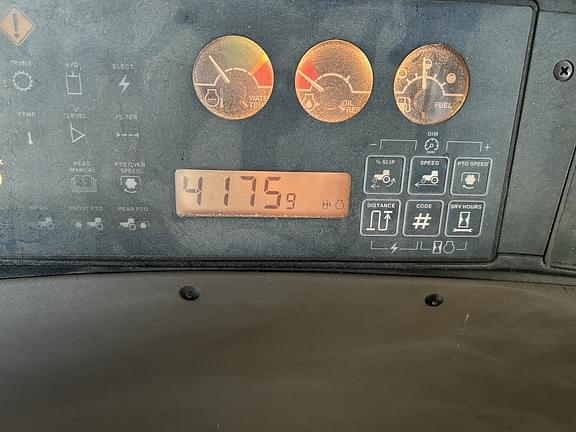 TRANS
HYD
ELECT
WATER
TEMP
OIL
PRES
FUEL
TEMP
LEVEL
FILTER
DIM
- +
% SLIP
SPEED
PTO SPEED
READ
MANUAL
PTO OVER
SPEED
41759
DISTANCE
CODE
#
SRV HOURS
FRONT PTO
REAR PTO